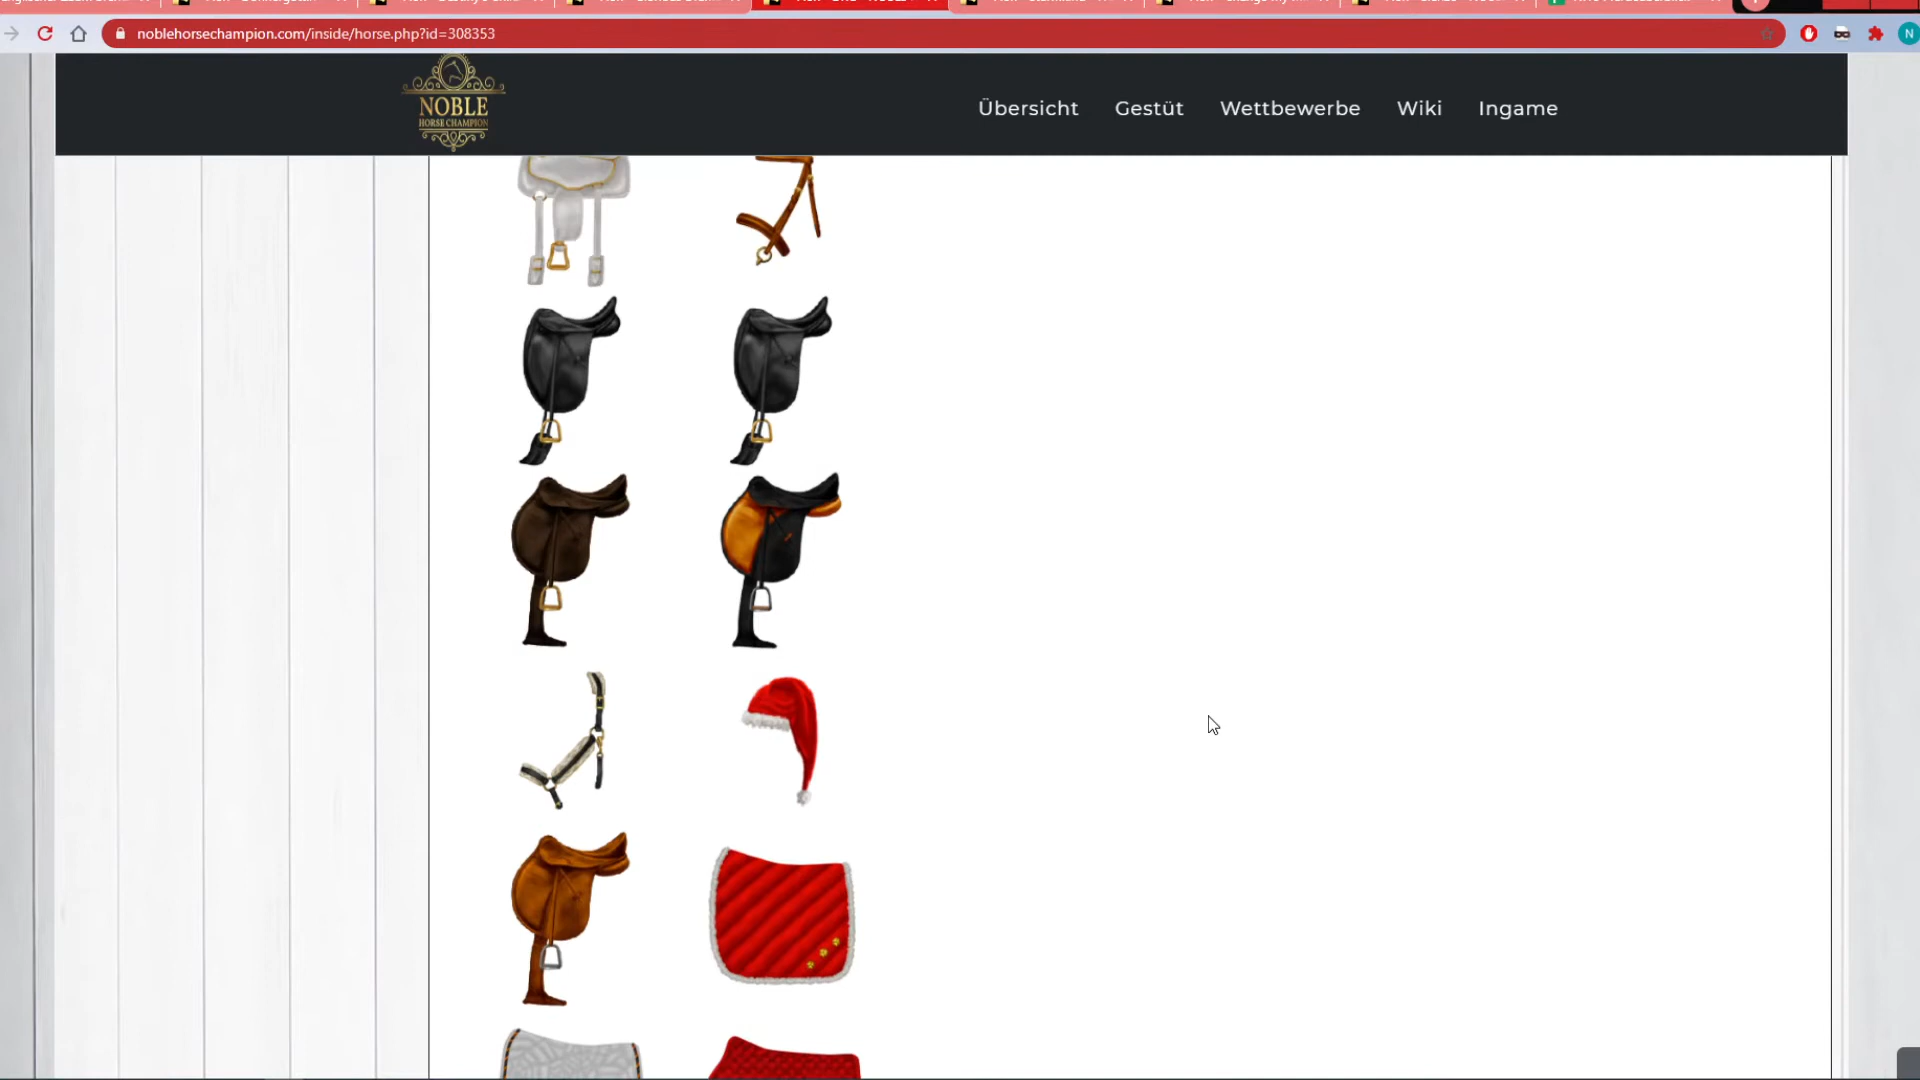 noblehorsechampion.com/inside/horse.php?id=308353
N
NOBLE
HORSE CHAMPION
Übersicht Gestüt Wettbewerbe Wiki Ingame